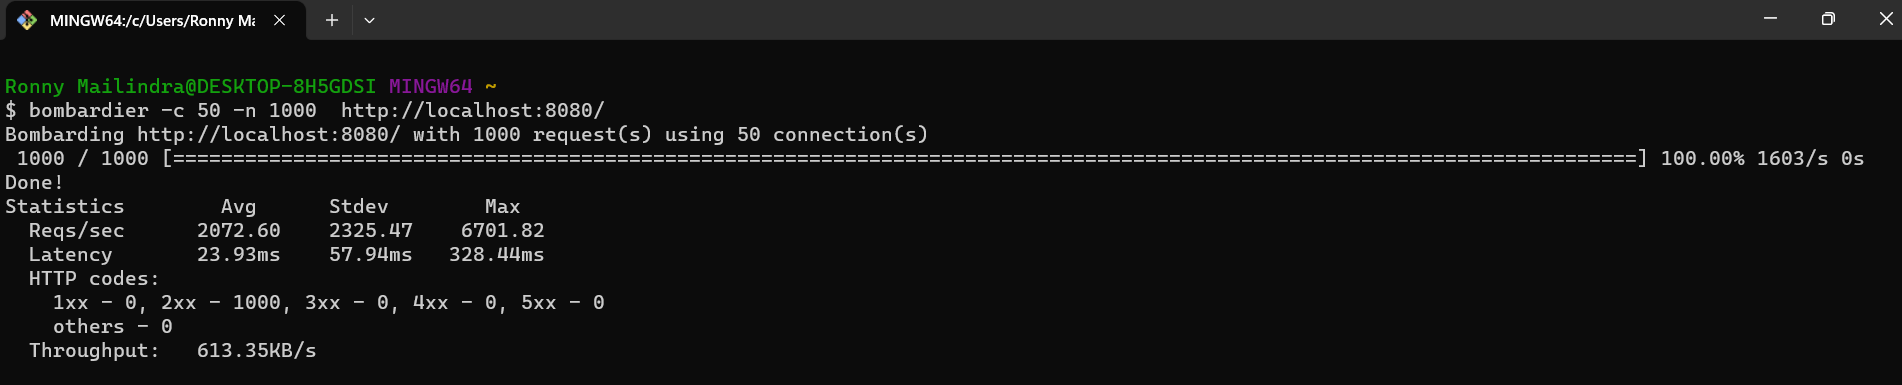 MINGW64:/c/Users/Ronny Ma
Ronny Mailindra@DESKTOP-8H5GDSI MINGW64 ~
$ bombardier -c 50 -n 1000  http://localhost:8080/
Bombarding http://localhost:8080/ with 1000 request(s) using 50 connection(s)
 1000 / 1000 [==========================================================================================================================] 100.00% 1603/s 0s
Done!
Statistics        Avg      Stdev        Max
  Reqs/sec      2072.60    2325.47    6701.82
  Latency       23.93ms    57.94ms   328.44ms
  HTTP codes:
    1xx - 0, 2xx - 1000, 3xx - 0, 4xx - 0, 5xx - 0
    others - 0
  Throughput:   613.35KB/s